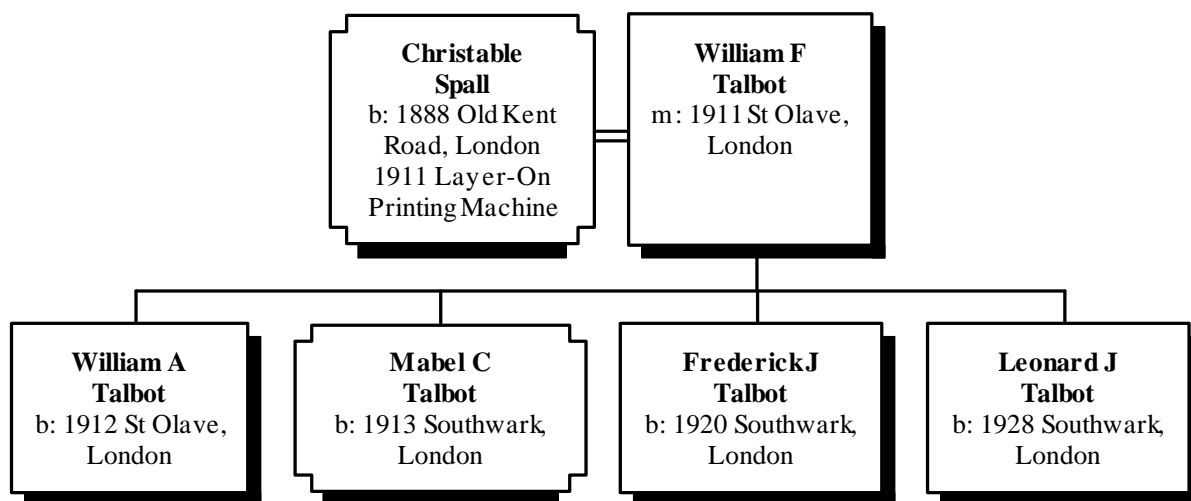 Christable
Spall
b: 1888 Old Kent
Road, London
1911 Layer-On
Printing Machine
William F
Talbot
m: 1911 St Olave,
London
William A
Talbot
b: 1912 St Olave,
London
Mabel C
Talbot
b: 1913 Southwark,
London
Frederick J
Talbot
b: 1920 Southwark,
London
Leonard J
Talbot
b: 1928 Southwark,
London